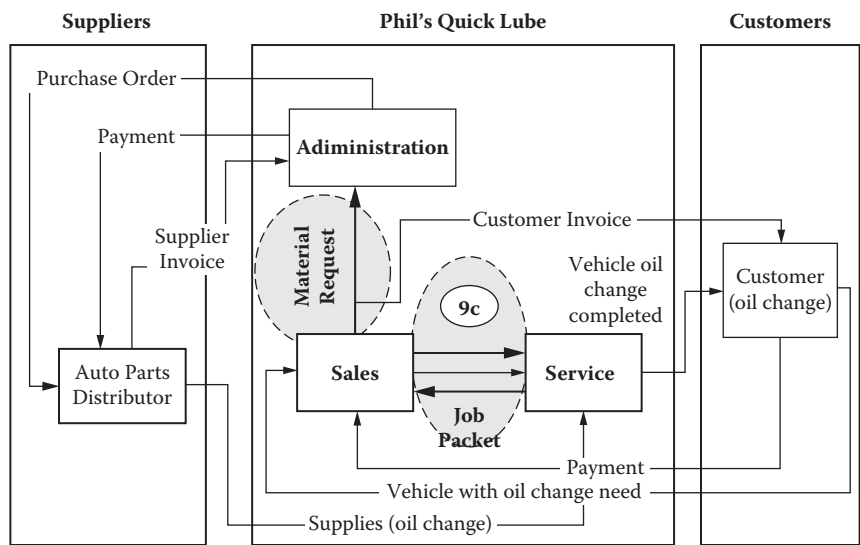 Suppliers
Phil's Quick Lube
Customers
Purchase Order
Payment
Adiministration
Supplier
Invoice
Material
Request
Customer Invoice
Vehicle oil
change
completed
Customer
(oil change)
9c
Auto Parts
Distributor
Sales
Service
Job
Packet
Payment
Vehicle with oil change need
Supplies (oil change)